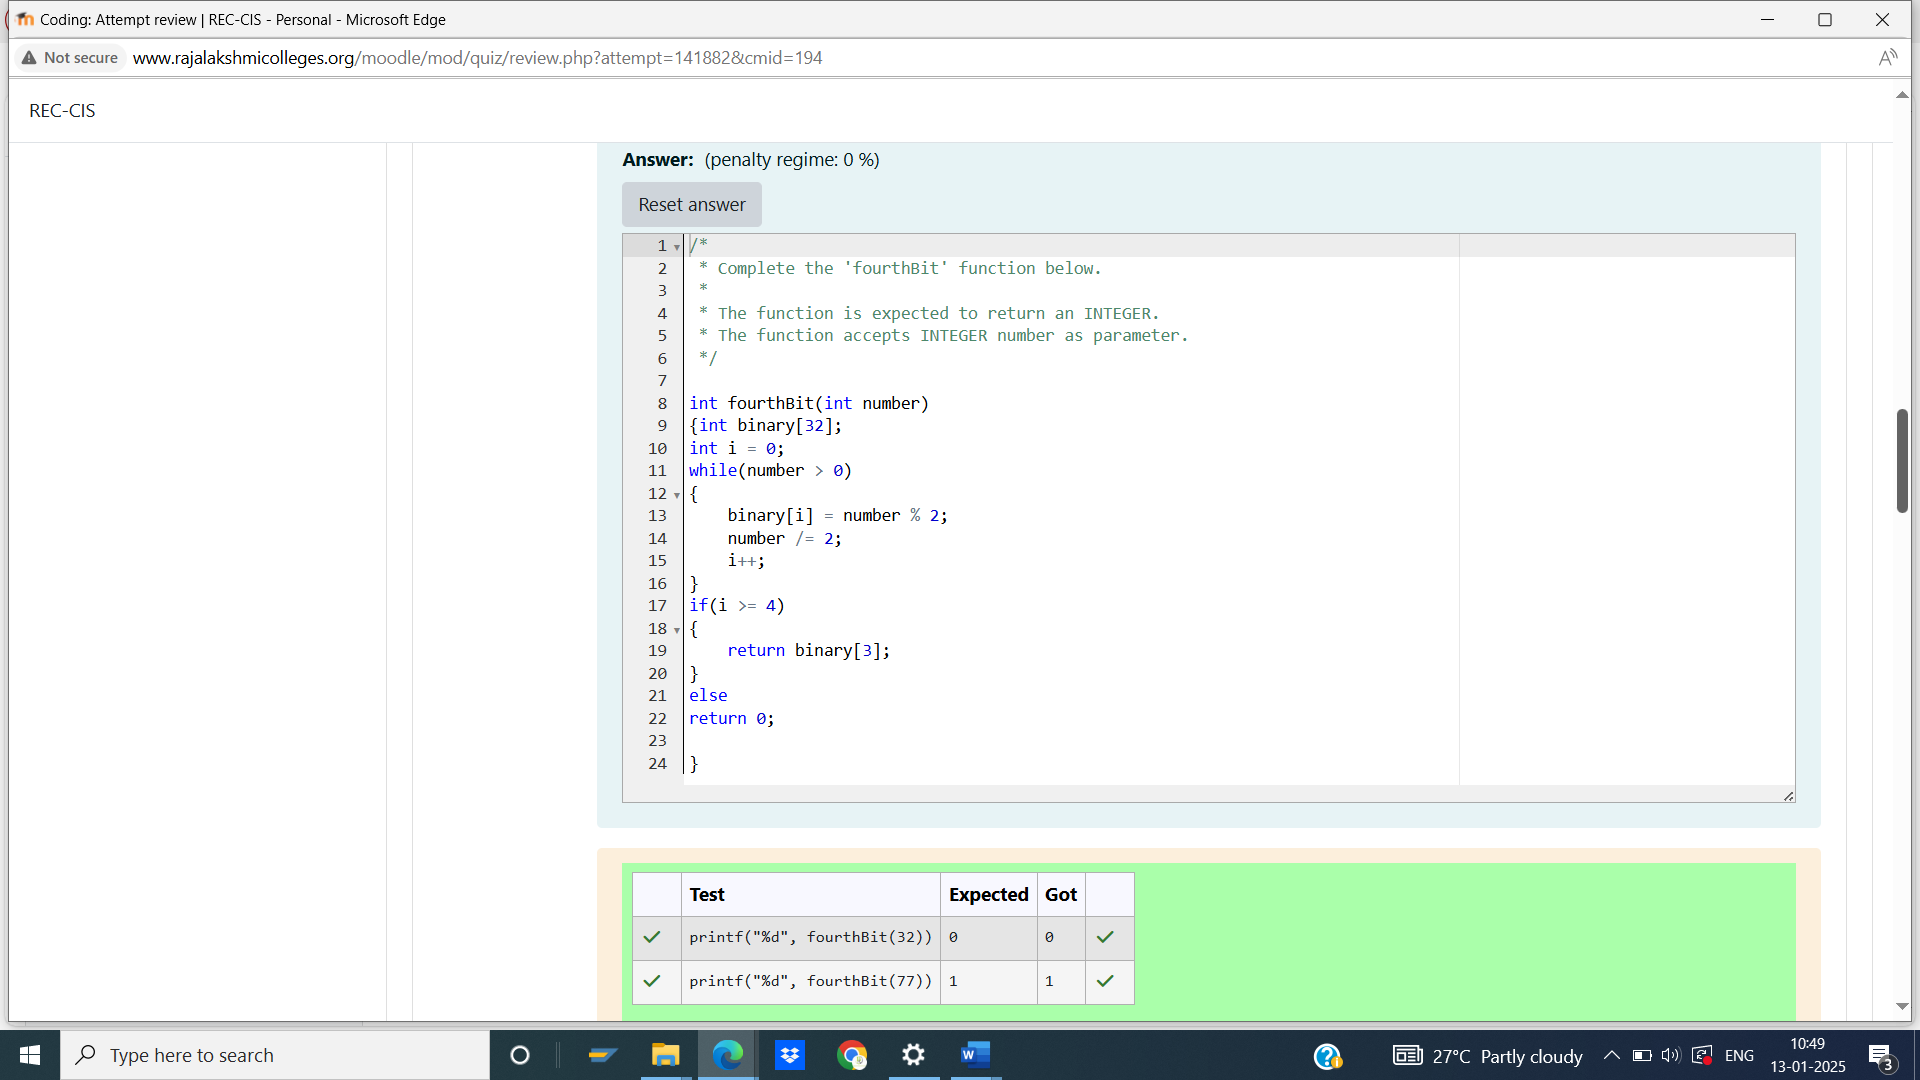 Coding: Attempt review | REC-CIS - Personal - Microsoft Edge
Not secure www.rajalakshmicolleges.org/moodle/mod/quiz/review.php?attempt=141882&cmid=194
REC-CIS
Answer: (penalty regime: 0 %)
Reset answer
1 /*
2  * Complete the 'fourthBit' function below.
3  *
4  * The function is expected to return an INTEGER.
5  * The function accepts INTEGER number as parameter.
6  */
7
8 int fourthBit(int number)
9 {int binary[32];
10 int i = 0;
11 while(number > 0)
12 {
13     binary[i] = number % 2;
14     number /= 2;
15     i++;
16 }
17 if(i >= 4)
18 {
19     return binary[3];
20 }
21 else
22 return 0;
23
24 }
Test Expected Got
printf("%d", fourthBit(32)) 0 0
printf("%d", fourthBit(77)) 1 1
Type here to search
27°C Partly cloudy
ENG
10:49
13-01-2025
3